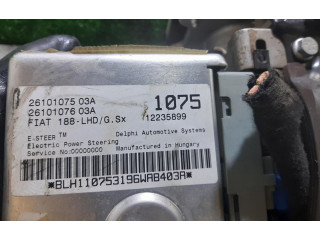 26101075 03A
1075
26101076 03A
FIAT 188-LHD/G.Sx
12235899
E-STEER TM
Delphi Automotive Systems
Electric Power Steering
Service No:00000000
Manufactured in Hungary
*BLH110753196WAB403A*